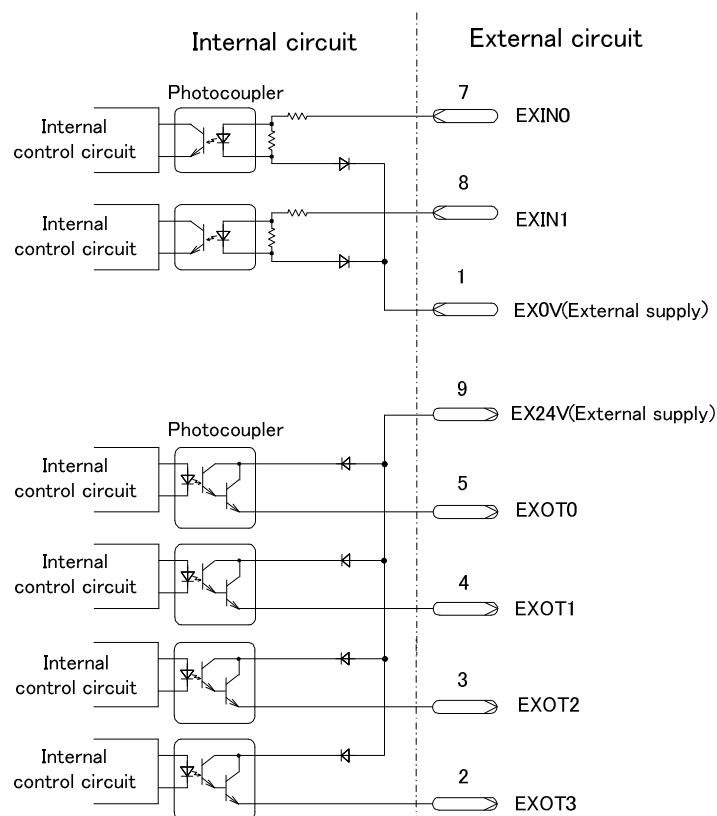 Internal circuit
External circuit
Photocoupler
Internal
control circuit
7
EXIN0
Internal
control circuit
8
EXIN1
1
EX0V(External supply)
9
EX24V(External supply)
Photocoupler
Internal
control circuit
5
EXOT0
Internal
control circuit
4
EXOT1
Internal
control circuit
3
EXOT2
Internal
control circuit
2
EXOT3